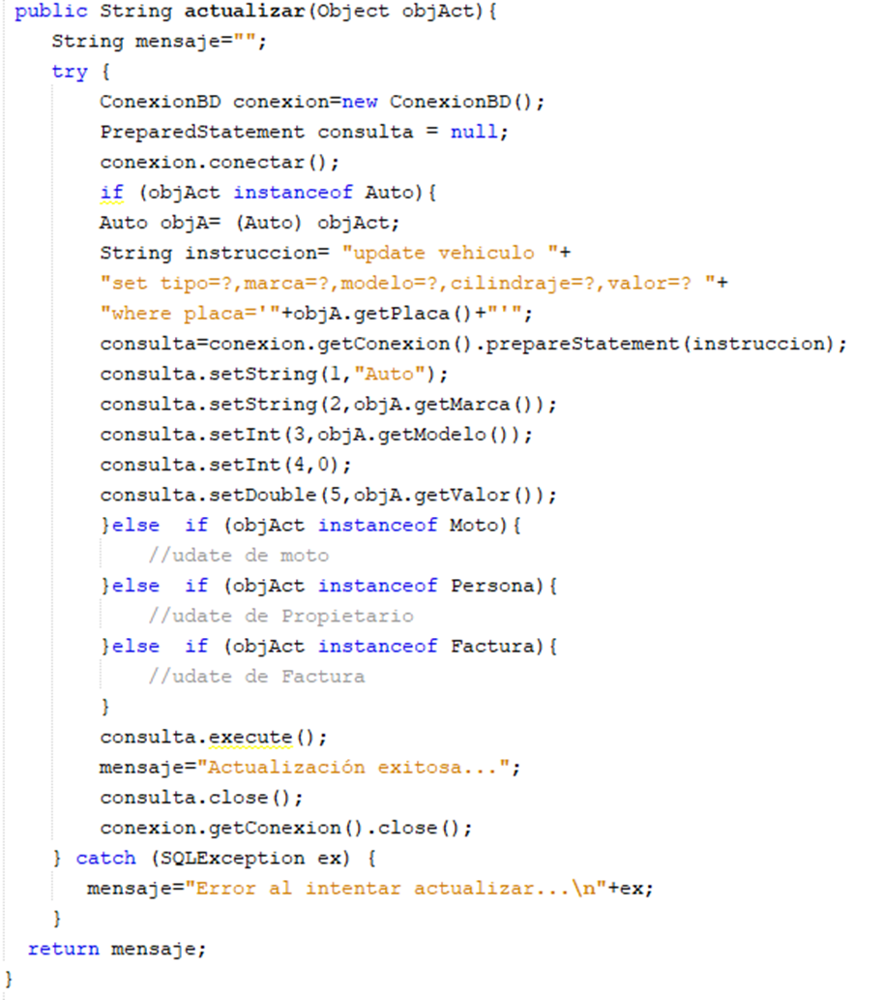 public String actualizar(Object objAct){
String mensaje="";
try {
ConexionBD conexion=new ConexionBD();
PreparedStatement consulta = null;
conexion.conectar();
if (objAct instanceof Auto){
Auto objA= (Auto) objAct;
String instruccion= "update vehiculo "+
"set tipo=?,marca=?,modelo=?,cilindraje=?,valor=? "+
"where placa='"+objA.getPlaca()+"'";
consulta=conexion.getConexion().prepareStatement(instruccion);
consulta.setString(1,"Auto");
consulta.setString(2,objA.getMarca());
consulta.setInt(3,objA.getModelo());
consulta.setInt(4,0);
consulta.setDouble(5,objA.getValor());
}else  if (objAct instanceof Moto){
//udate de moto
}else  if (objAct instanceof Persona){
//udate de Propietario
}else  if (objAct instanceof Factura){
//udate de Factura
}
consulta.execute();
mensaje="Actualización exitosa...";
consulta.close();
conexion.getConexion().close();
} catch (SQLException ex) {
mensaje="Error al intentar actualizar...\n"+ex;
}
return mensaje;
}